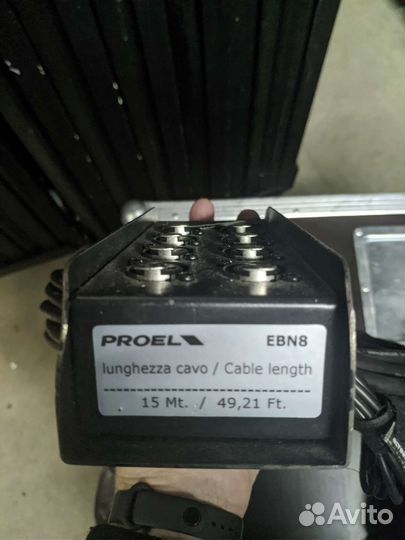 PROEL EBN8
lunghezza cavo / Cable length
15 Mt. / 49,21 Ft.
Avito